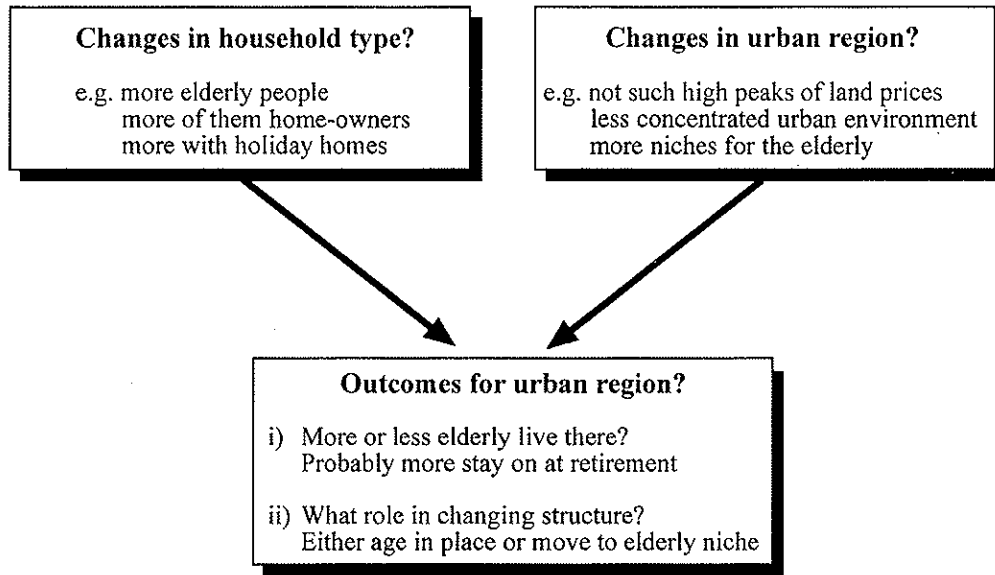 Changes in household type?
e.g. more elderly people
more of them home-owners
more with holiday homes
Changes in urban region?
e.g. not such high peaks of land prices
less concentrated urban environment
more niches for the elderly
Outcomes for urban region?
i) More or less elderly live there?
Probably more stay on at retirement
ii) What role in changing structure?
Either age in place or move to elderly niche